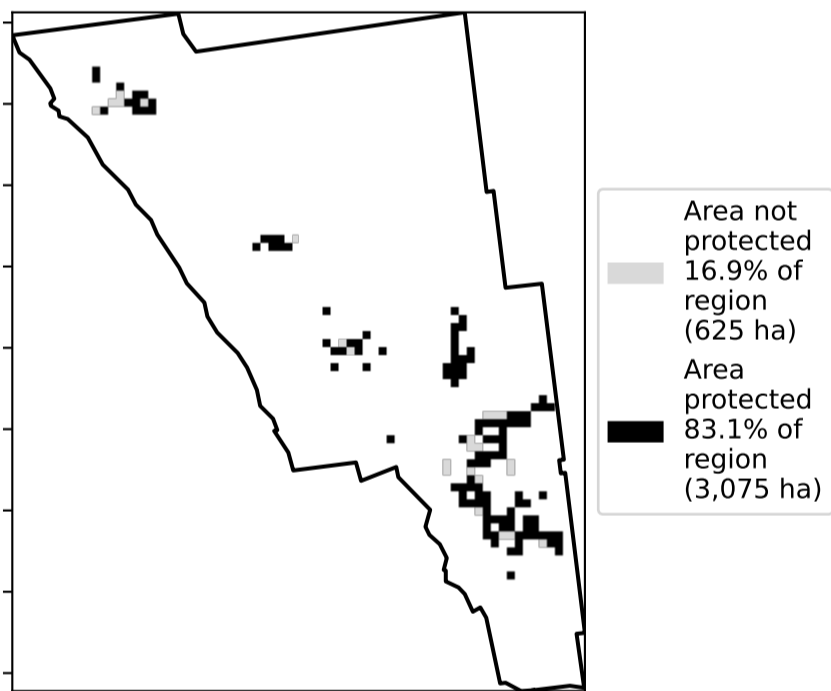 Area not
protected
16.9% of
region
(625 ha)
Area
protected
83.1% of
region
(3,075 ha)